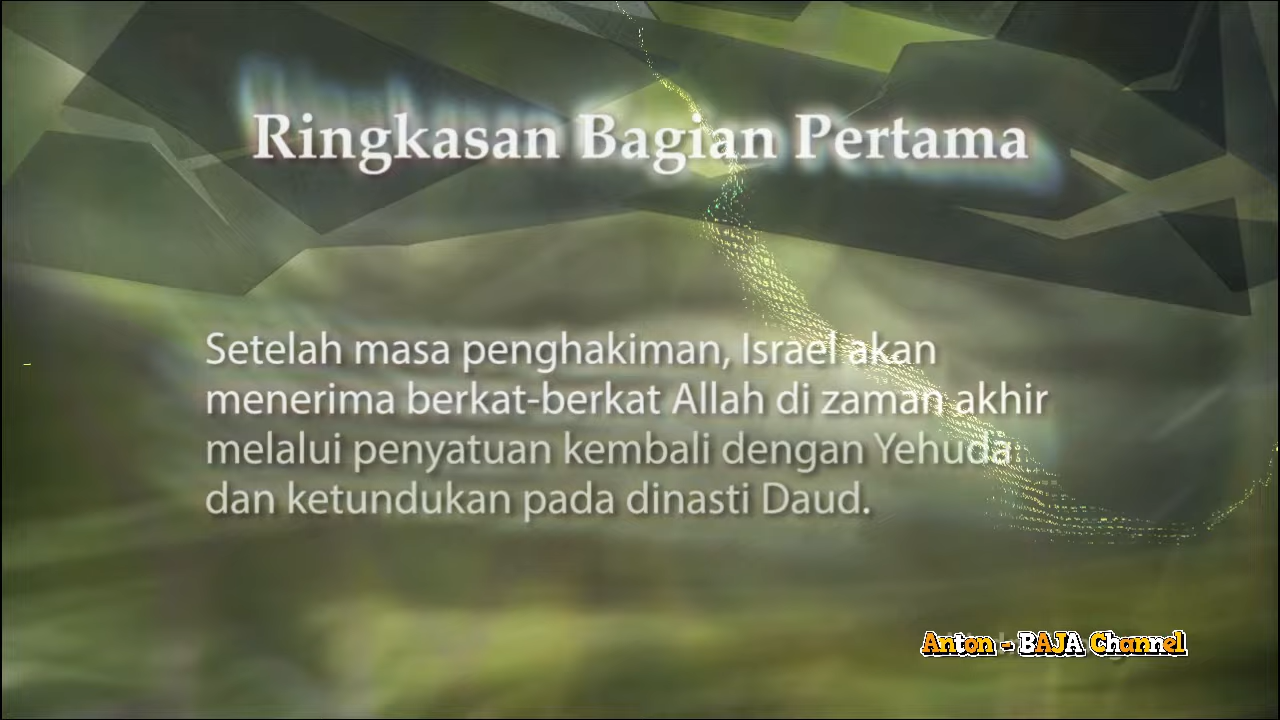 Ringkasan Bagian Pertama
Setelah masa penghakiman, Israel akan
menerima berkat-berkat Allah di zaman akhir
melalui penyatuan kembali dengan Yehuda
dan ketundukan pada dinasti Daud.
Anton - BAJA Channel